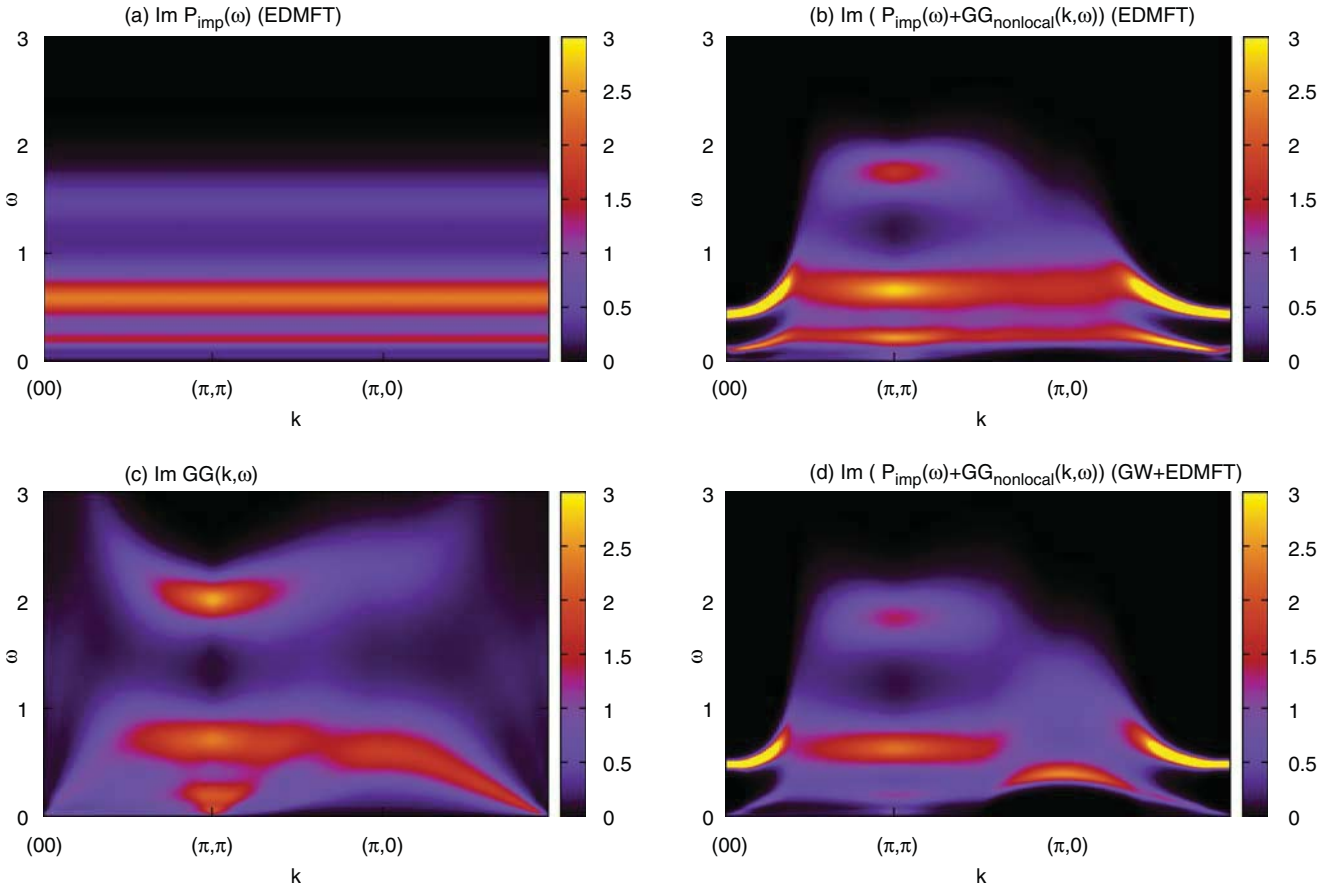 (a) Im P_imp(ω) (EDMFT)
(b) Im ( P_imp(ω)+GG_nonlocal(k,ω)) (EDMFT)
3 3 3 3
2.5 2.5
2 2 2 2
ω 1.5 ω 1.5
1 1 1 1
0.5 0.5
0 0 0 0
(00) (π,π) (π,0) (00) (π,π) (π,0)
k k
(c) Im GG(k,ω)
(d) Im ( P_imp(ω)+GG_nonlocal(k,ω)) (GW+EDMFT)
3 3 3 3
2.5 2.5
2 2 2 2
ω 1.5 ω 1.5
1 1 1 1
0.5 0.5
0 0 0 0
(00) (π,π) (π,0) (00) (π,π) (π,0)
k k